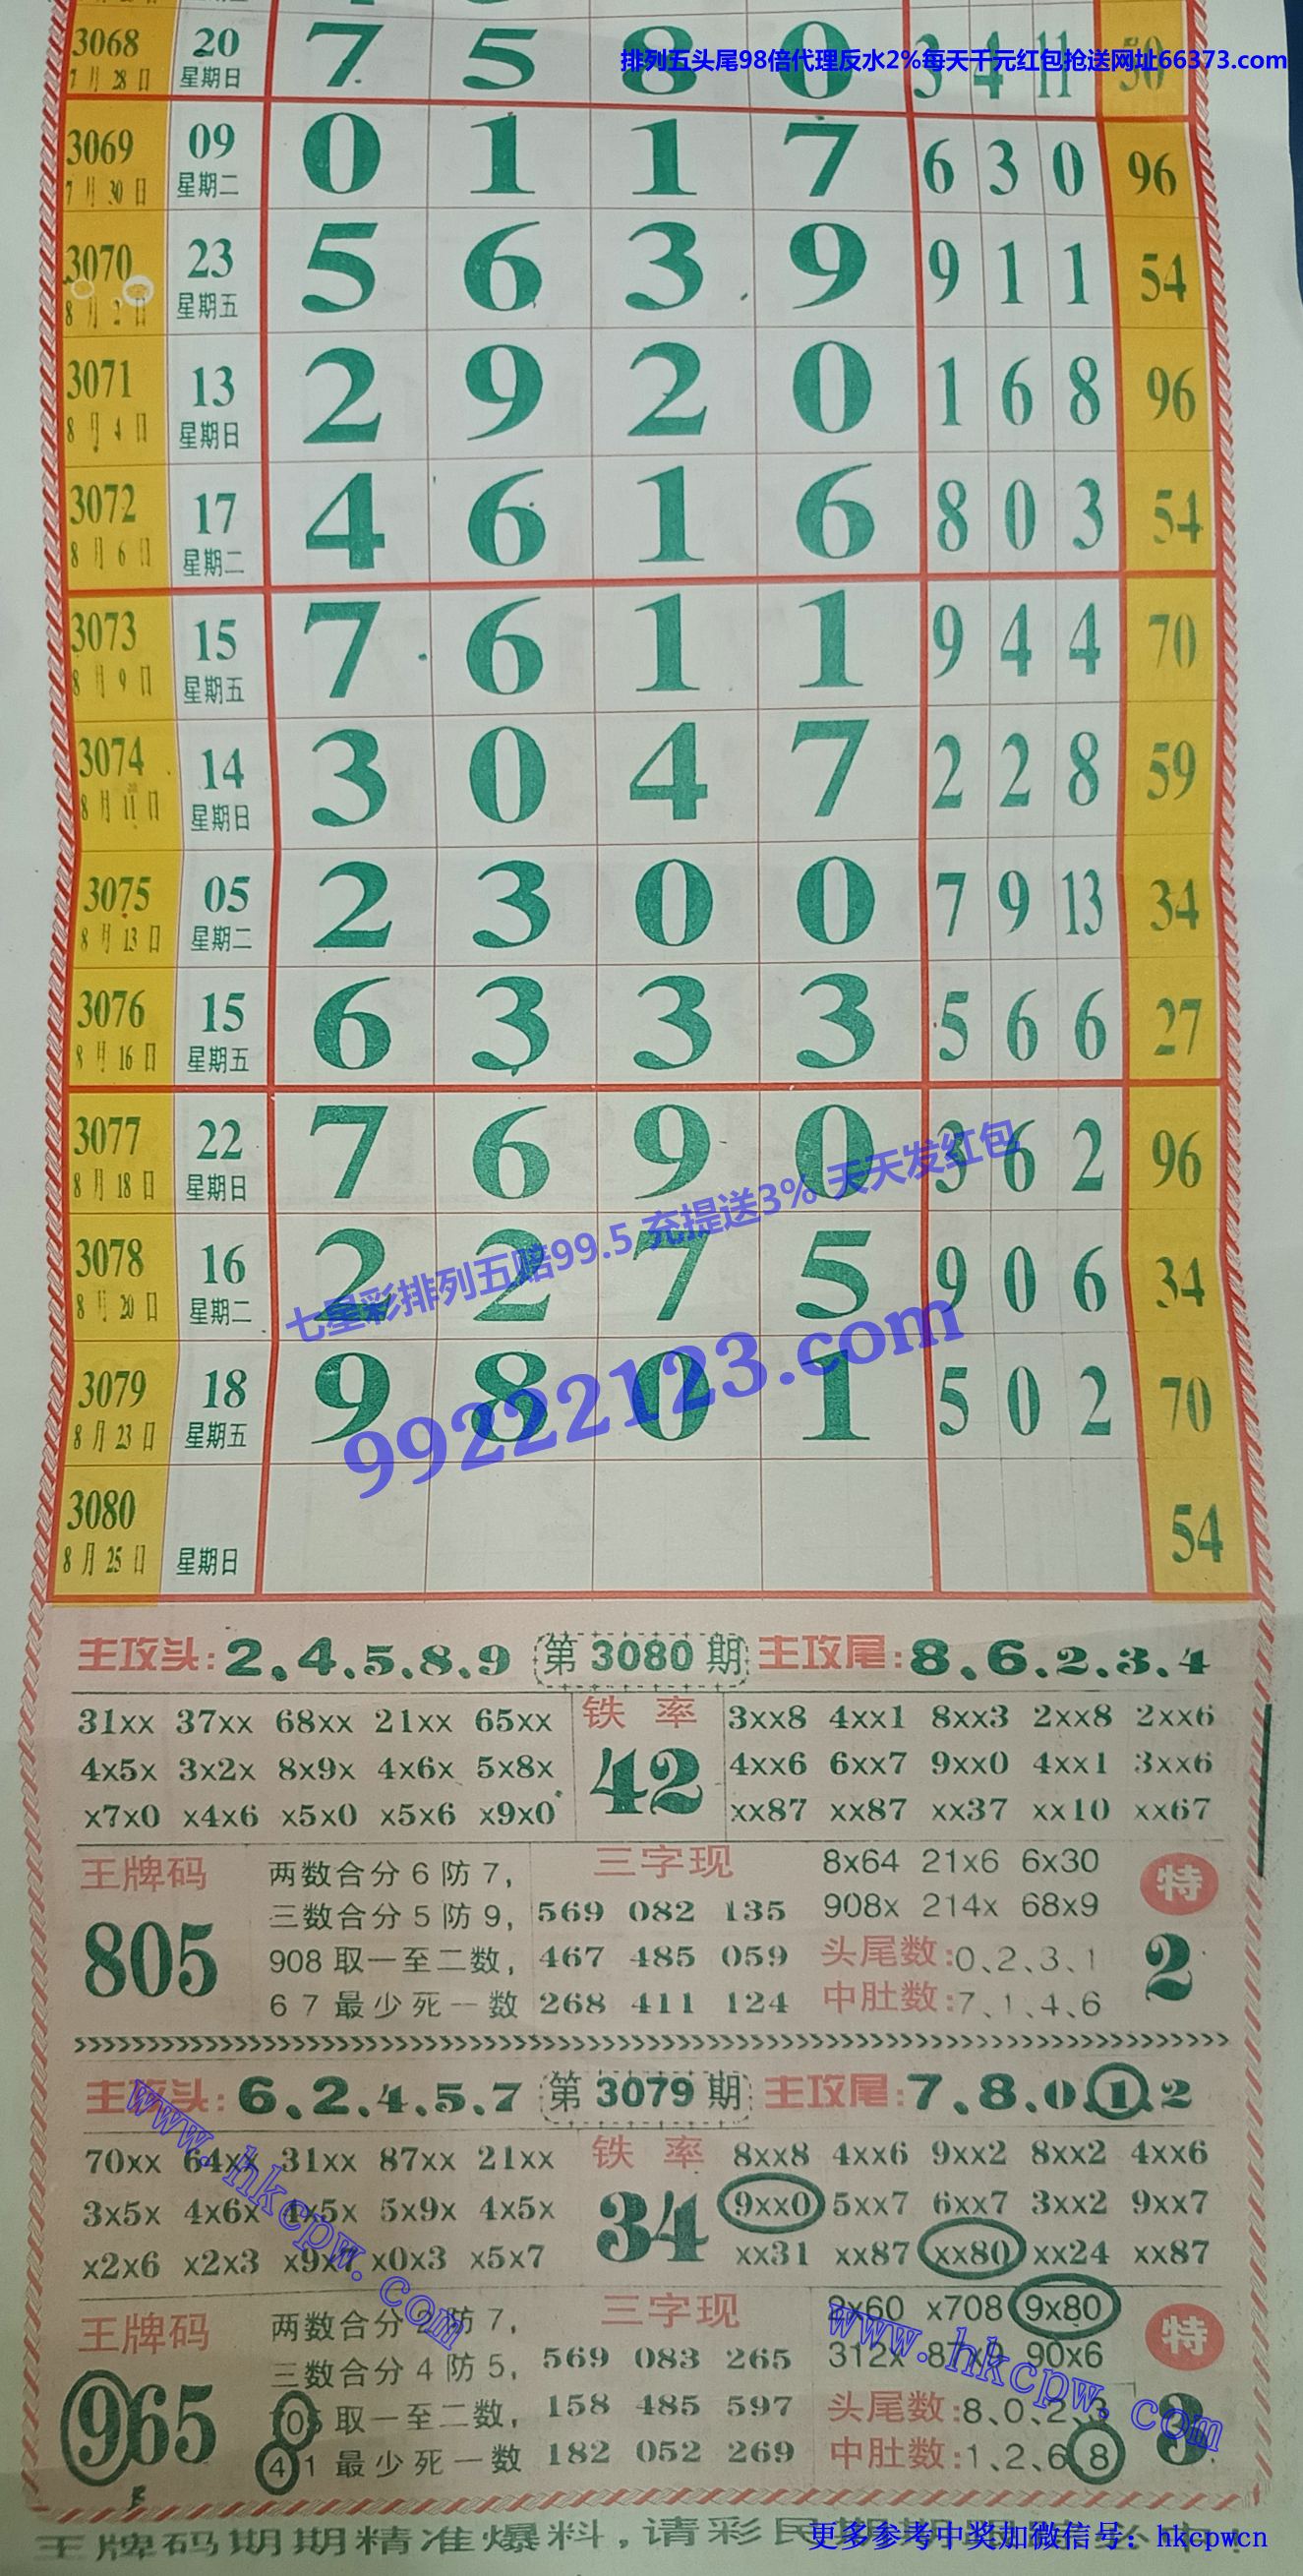 3068 20 7 5 8 0 3 4 11 50
7月28日 星期日
排列五头尾98倍代理反水2%每天千元红包抢送网址66373.com
3069 09 0 1 1 7 6 3 0 96
7月30日 星期二
3070 23 5 6 3 9 9 1 1 54
8月2日 星期五
3071 13 2 9 2 0 1 6 8 96
8月4日 星期日
3072 17 4 6 1 6 8 0 3 54
8月6日 星期二
3073 15 7 6 1 1 9 4 4 70
8月9日 星期五
3074 14 3 0 4 7 2 2 8 59
8月11日 星期日
3075 05 2 3 0 0 7 9 13 34
8月13日 星期二
3076 15 6 3 3 3 5 6 6 27
8月16日 星期五
3077 22 7 6 9 0 3 6 2 96
8月18日 星期日
3078 16 2 2 7 5 9 0 6 34
8月20日 星期二
七星彩排列五赔99.5 充提送3% 天天发红包
99222123.com
3079 18 9 8 0 1 5 0 2 70
8月23日 星期五
3080 54
8月25日 星期日
主攻头:2、4、5、8、9 第3080期 主攻尾:8、6、2、3、4
31xx 37xx 68xx 21xx 65xx 铁率 3xx8 4xx1 8xx3 2xx8 2xx6
4x5x 3x2x 8x9x 4x6x 5x8x 42 4xx6 6xx7 9xx0 4xx1 3xx6
x7x0 x4x6 x5x0 x5x6 x9x0 xx87 xx87 xx37 xx10 xx67
王牌码 两数合分6防7, 三字现 8x64 21x6 6x30 特
805 三数合分5防9, 569 082 135 908x 214x 68x9 2
908取一至二数, 467 485 059 头尾数:0、2、3、1
67最少死一数 268 411 124 中肚数:7、1、4、6
主攻头:6、2、4、5、7 第3079期 主攻尾:7、8、0、1、2
70xx 64xx 31xx 87xx 21xx 铁率 8xx8 4xx6 9xx2 8xx2 4xx6
3x5x 4x6x 4x5x 5x9x 4x5x 34 9xx0 5xx7 6xx7 3xx2 9xx7
x2x6 x2x3 x9x7 x0x3 x5x7 xx31 xx87 xx80 xx24 xx87
王牌码 两数合分2防7, 三字现 2x60 x708 9x80 特
965 三数合分4防5, 569 083 265 312x 87x9 90x6 3
取一至二数, 158 485 597 头尾数:8、0、2、3
41最少死一数 182 052 269 中肚数:1、2、6、8
www.hkcpw.com
www.hkcpw.com
王牌码期期精准爆料,请彩民
更多参考中奖加微信号：hkcpwcn